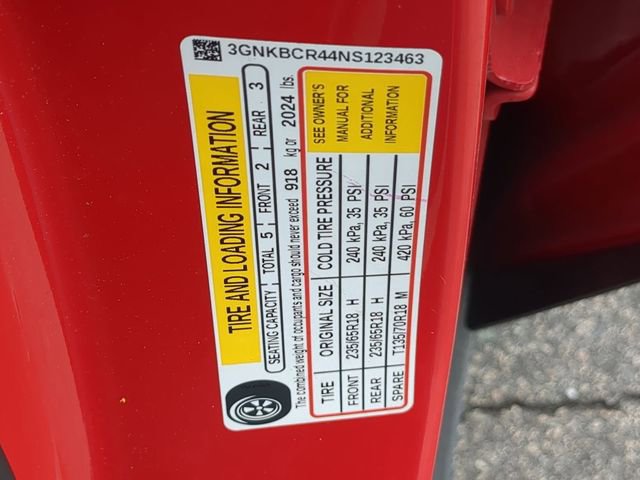 3GNKBCR44NS123463
TIRE AND LOADING INFORMATION
SEATING CAPACITY TOTAL 5 FRONT 2 REAR 3
The combined weight of occupants and cargo should never exceed 918 kg or 2024 lbs.
TIRE ORIGINAL SIZE COLD TIRE PRESSURE SEE OWNER'S
FRONT 235/65R18 H 240 kPa, 35 PSI MANUAL FOR
REAR 235/65R18 H 240 kPa, 35 PSI ADDITIONAL
SPARE T135/70R18 M 420 kPa, 60 PSI INFORMATION